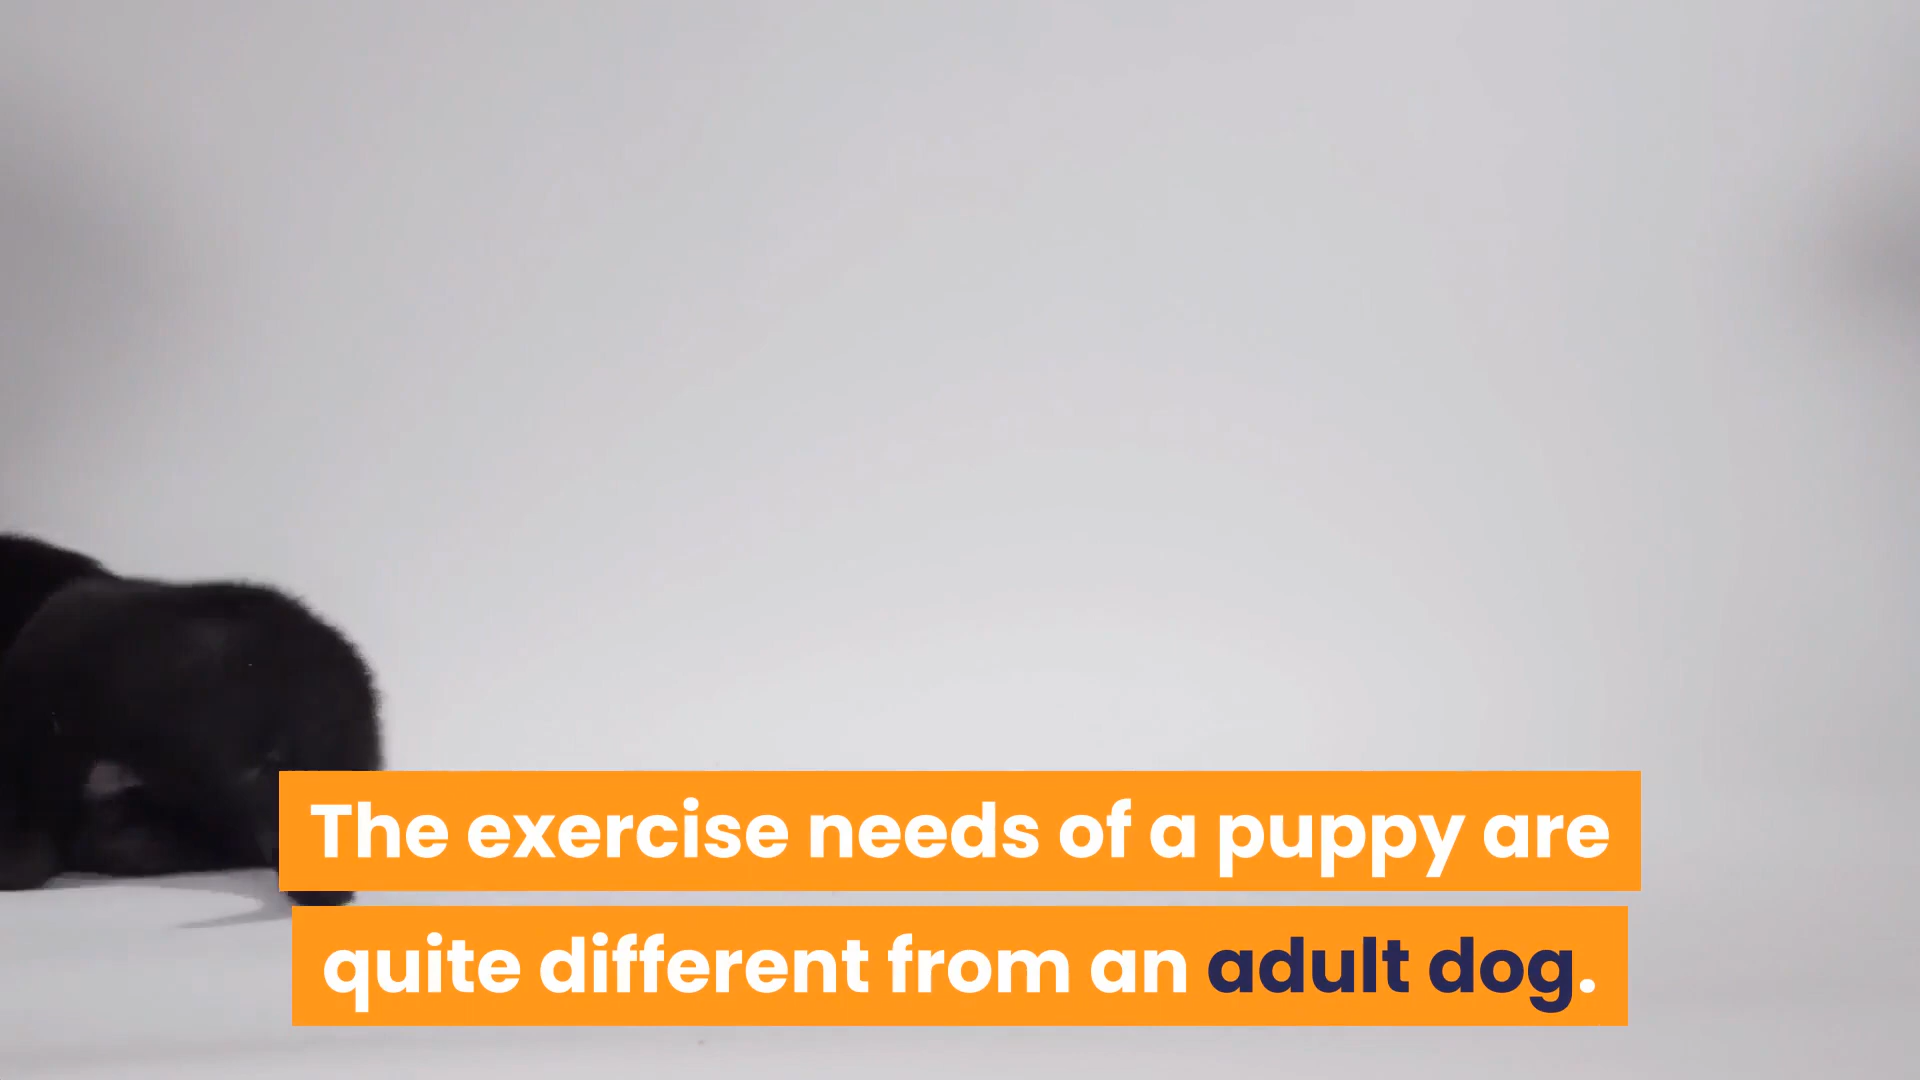 The exercise needs of a puppy are
quite different from an adult dog.